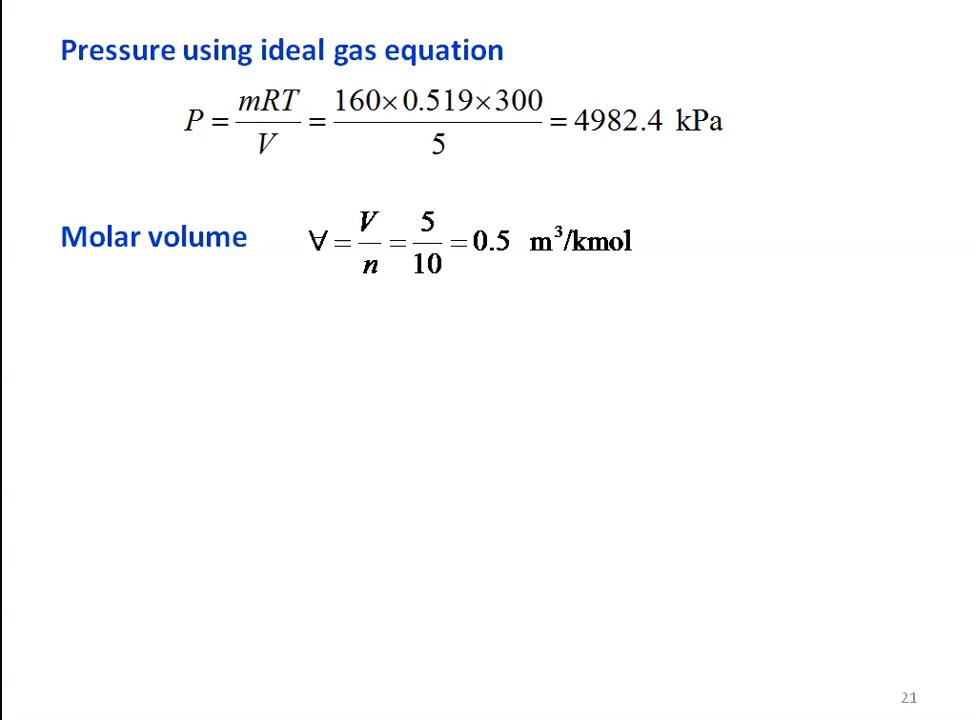 Pressure using ideal gas equation
P = mRT/V = 160×0.519×300/5 = 4982.4 kPa
Molar volume ∀ = V/n = 5/10 = 0.5 m³/kmol
21